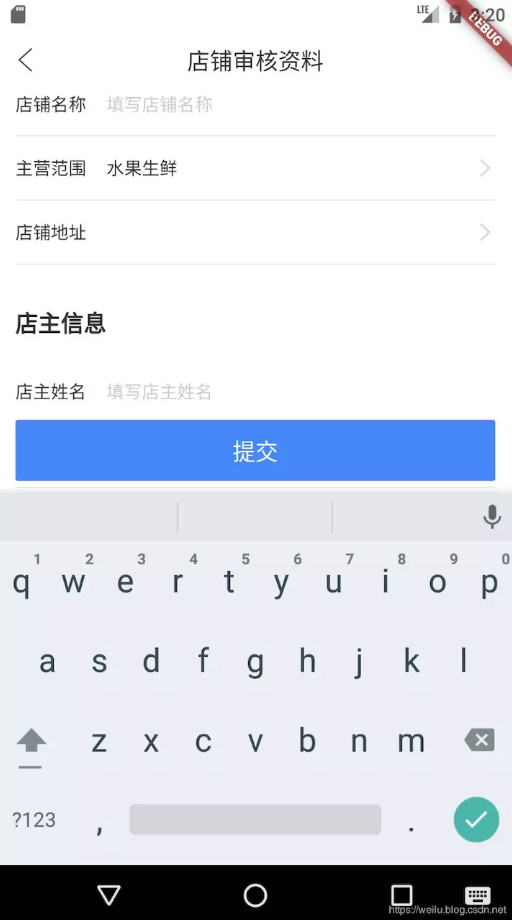 LTE 3:20
DEBUG
店铺审核资料
店铺名称 填写店铺名称
主营范围 水果生鲜
店铺地址
店主信息
店主姓名 填写店主姓名
提交
1 2 3 4 5 6 7 8 9 0
q w e r t y u i o p
a s d f g h j k l
z x c v b n m
?123 , .
https://weilu.blog.csdn.net